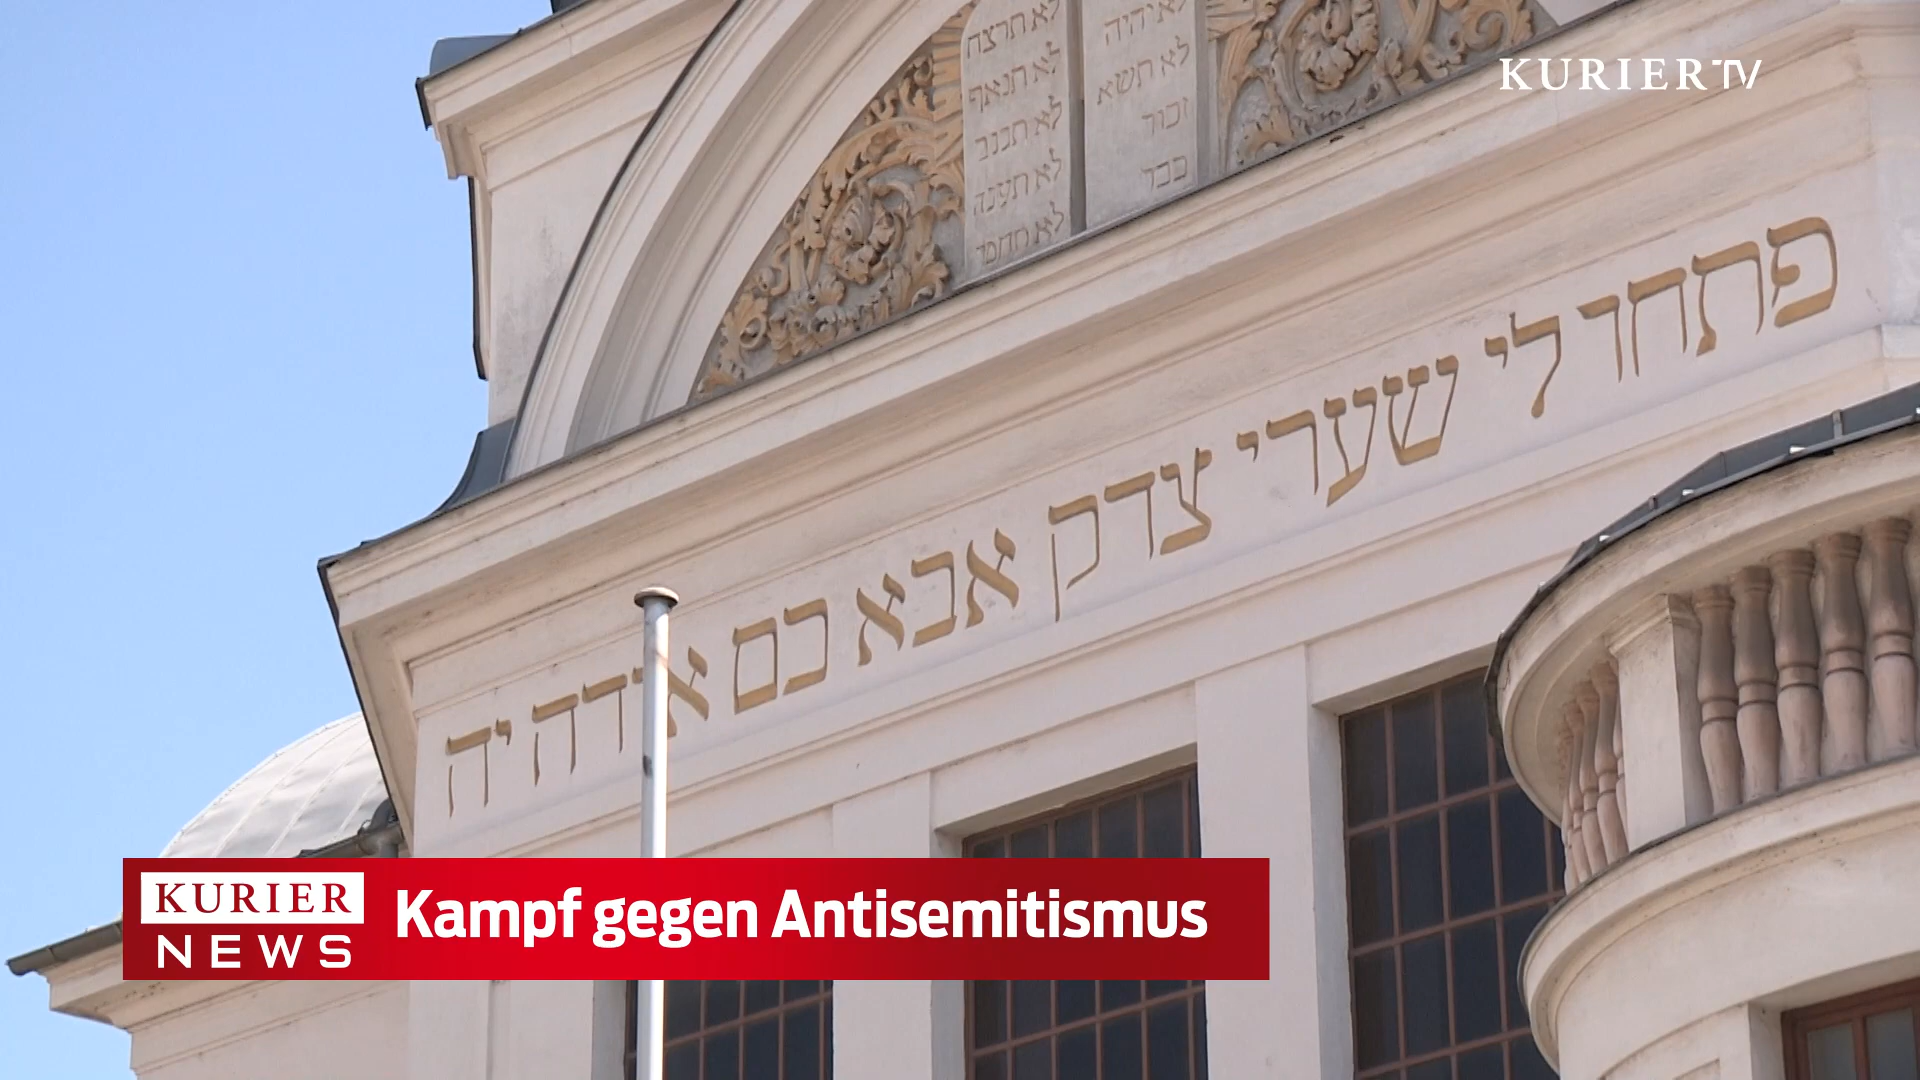 לא יהיה
לא תשא
זכור
כבד
לא תרצח
לא תנאף
לא תגנב
לא תענה
לא תחמד
KURIER TV
פתחו לי שערי צדק אבא כם אודה יה
KURIER NEWS
Kampf gegen Antisemitismus